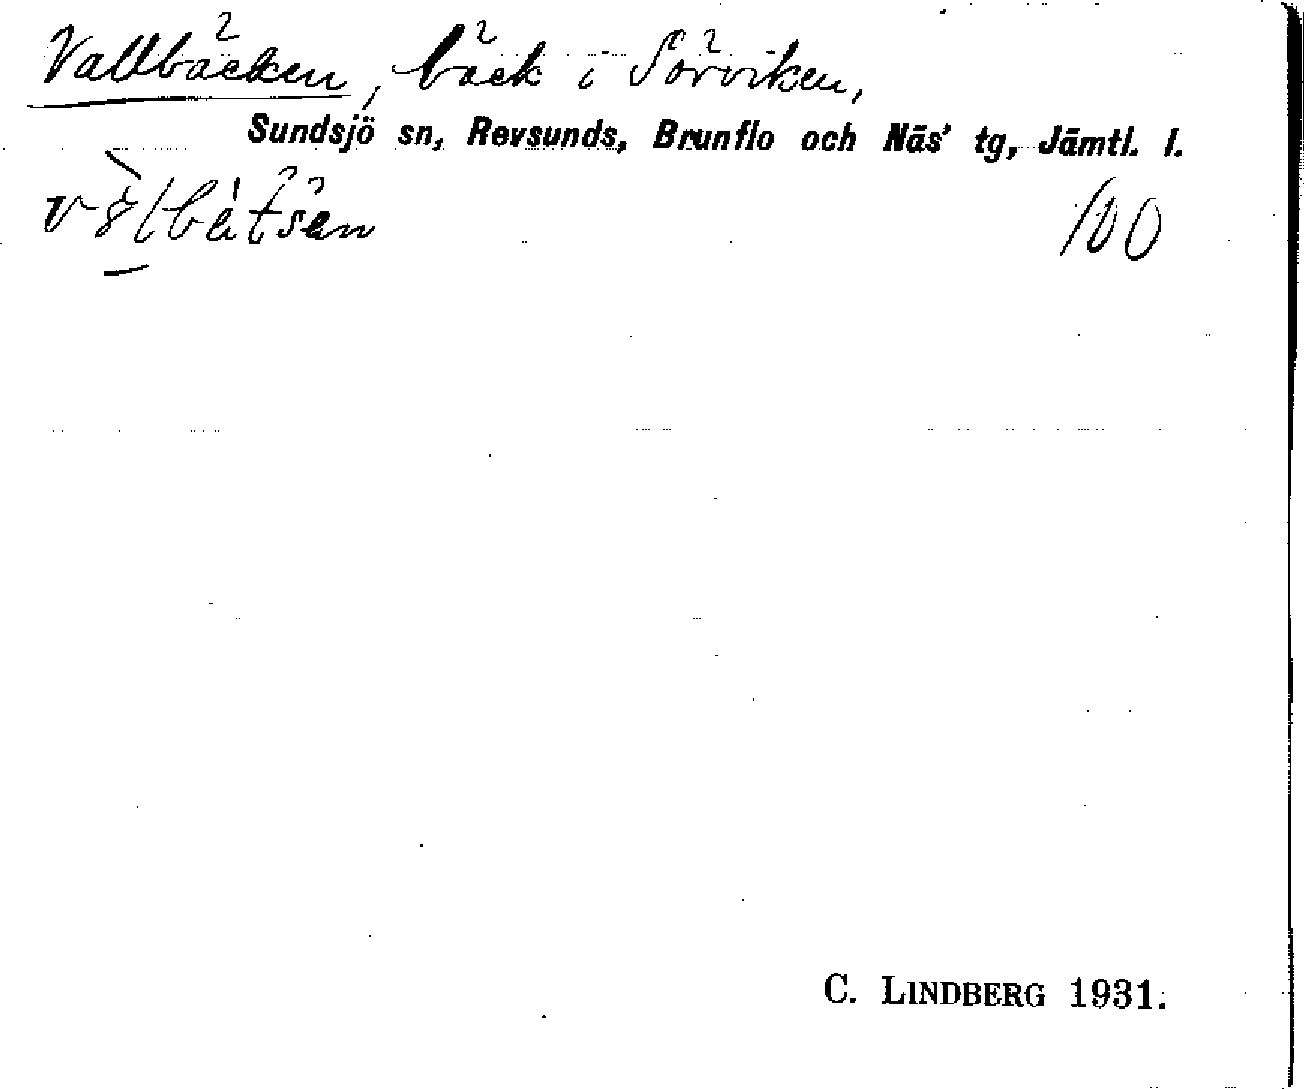 Vallbäcken, bäck i Sörviken,
Sundsjö sn, Revsunds, Brunflo och Näs' tg, Jämtl. l.
100
C. LINDBERG 1931.